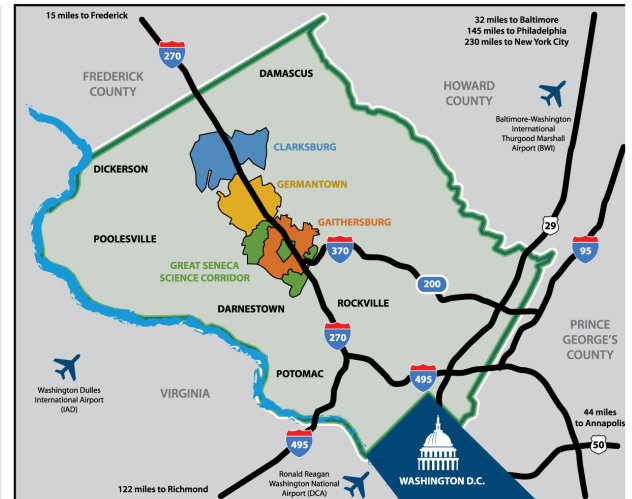 15 miles to Frederick
32 miles to Baltimore
145 miles to Philadelphia
230 miles to New York City
270
FREDERICK
COUNTY
DAMASCUS
HOWARD
COUNTY
Baltimore-Washington
International
Thurgood Marshall
Airport (BWI)
CLARKSBURG
DICKERSON
GERMANTOWN
GAITHERSBURG
29
95
POOLESVILLE
370
GREAT SENECA
SCIENCE CORRIDOR
200
DARNESTOWN
ROCKVILLE
270
PRINCE
GEORGE'S
COUNTY
POTOMAC
495
Washington Dulles
International Airport
(IAD)
VIRGINIA
44 miles
to Annapolis
495
50
WASHINGTON D.C.
Ronald Reagan
Washington National
Airport (DCA)
122 miles to Richmond